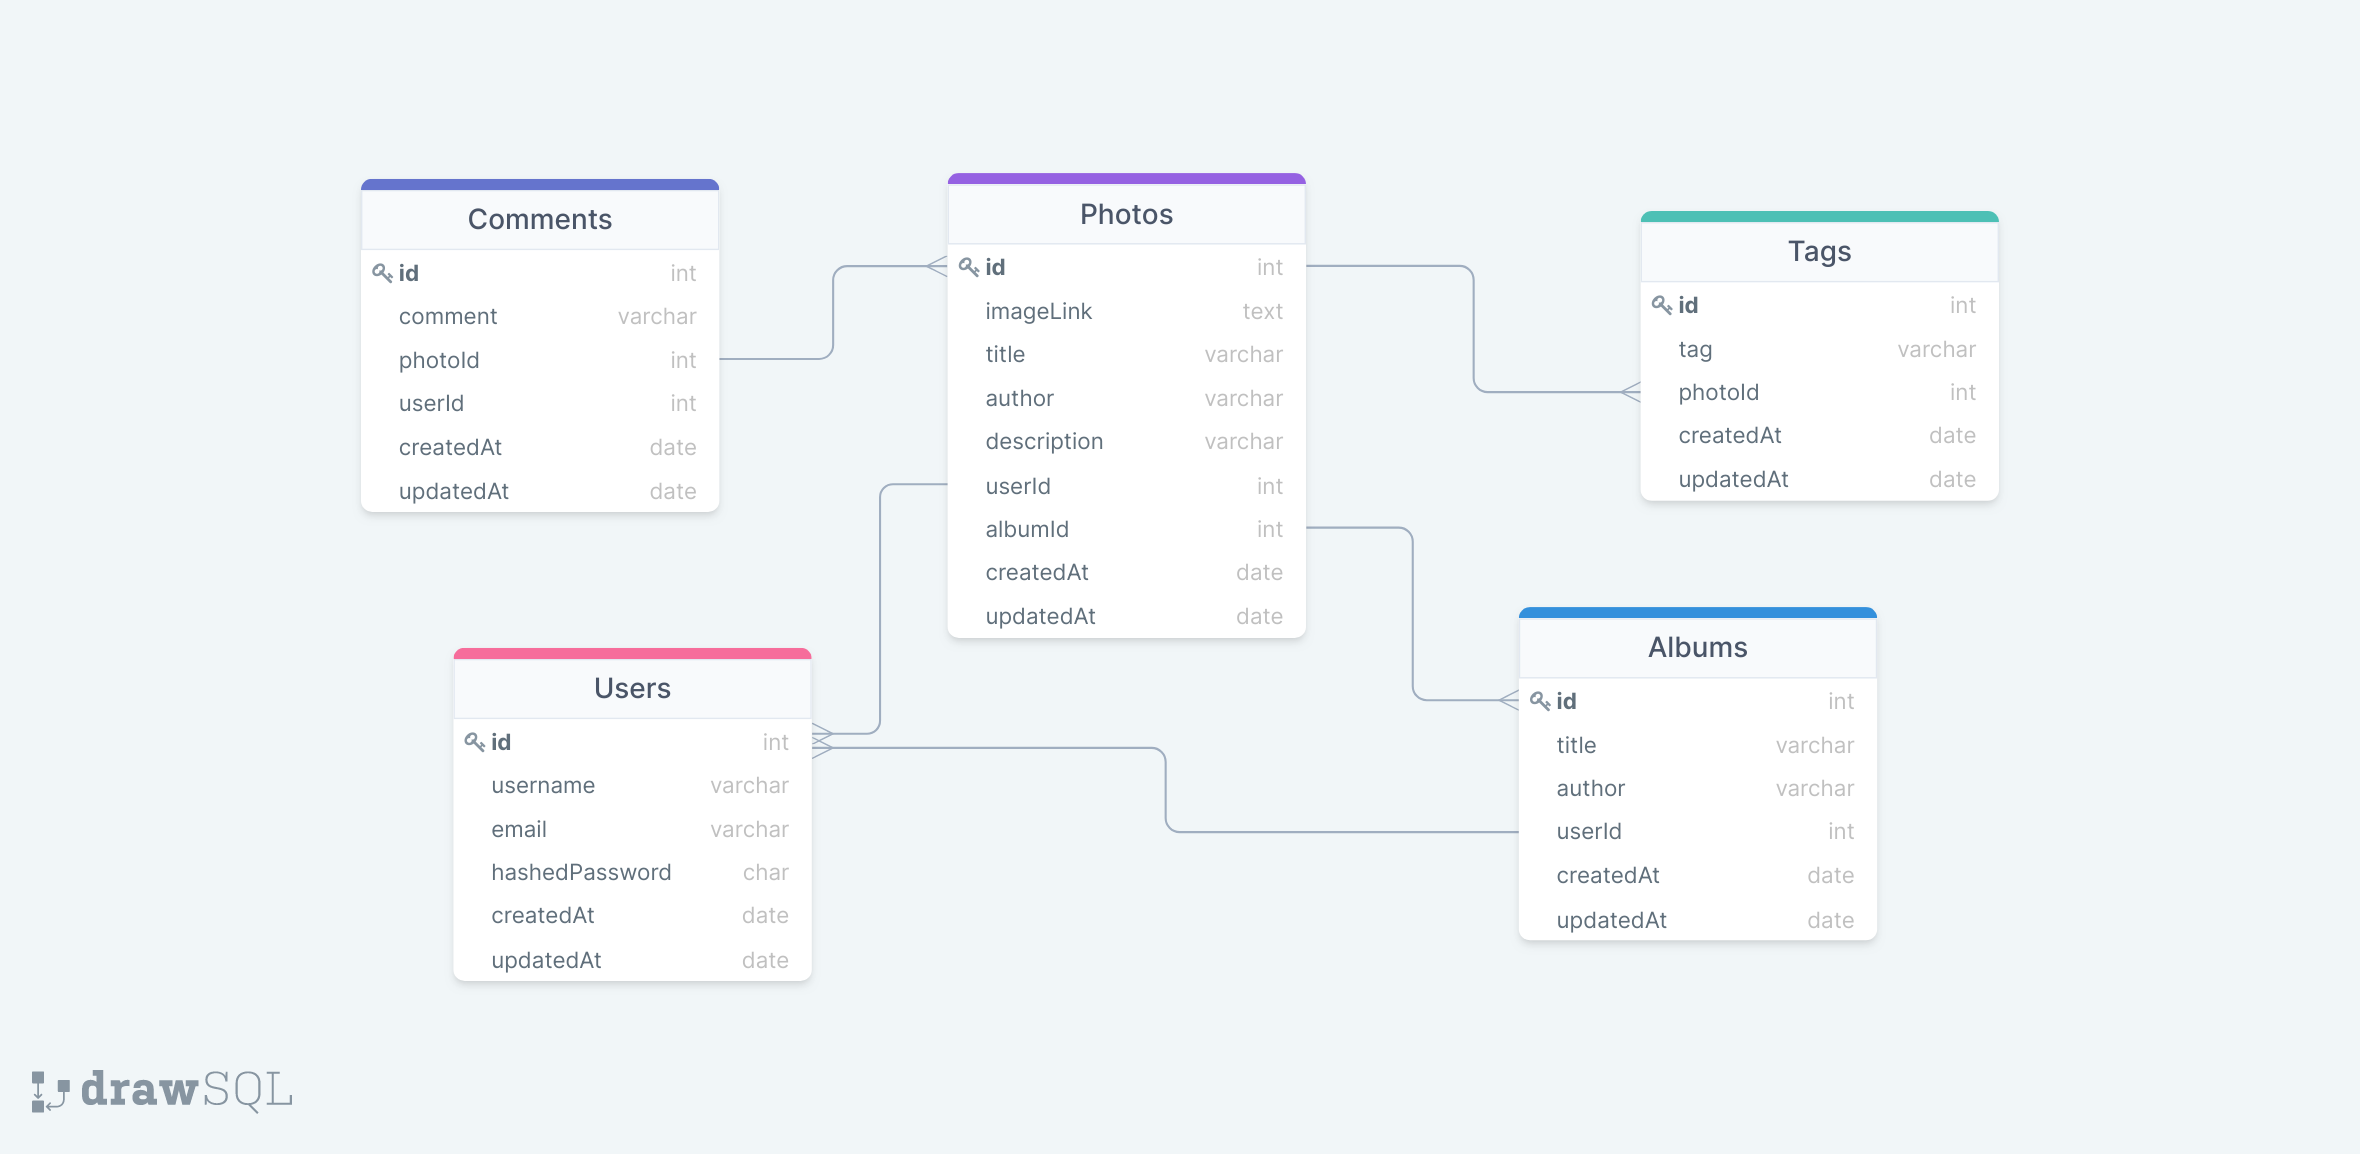 Comments
id int
comment varchar
photoId int
userId int
createdAt date
updatedAt date
Photos
id int
imageLink text
title varchar
author varchar
description varchar
userId int
albumId int
createdAt date
updatedAt date
Tags
id int
tag varchar
photoId int
createdAt date
updatedAt date
Users
id int
username varchar
email varchar
hashedPassword char
createdAt date
updatedAt date
Albums
id int
title varchar
author varchar
userId int
createdAt date
updatedAt date
drawSQL